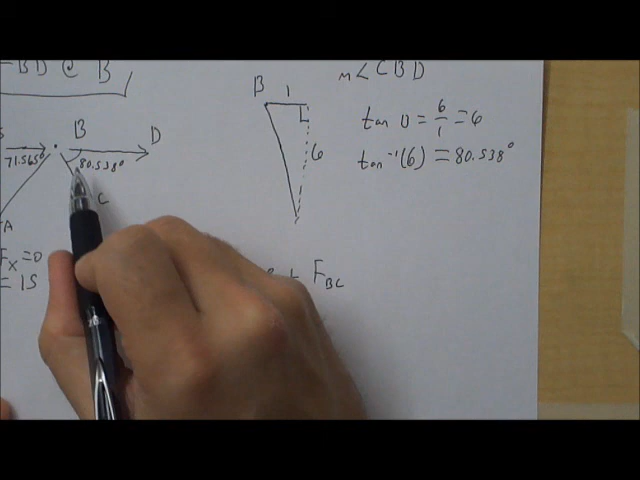 BD @ B
m∠CBD
B 1
6
tan θ = 6/1 = 6
tan⁻¹(6) = 80.538°
B D
71.565° 80.538°
C
A
Fx = 0
= 15
FBC